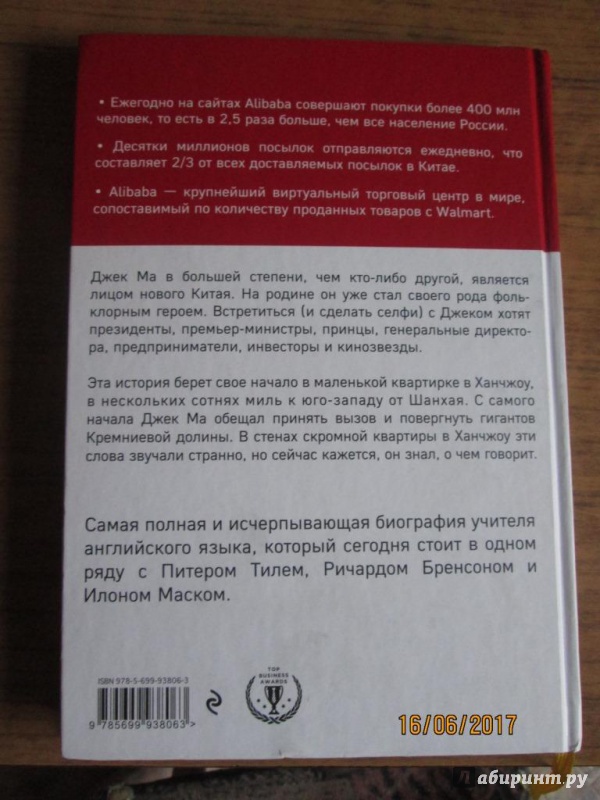 • Ежегодно на сайтах Alibaba совершают покупки более 400 млн
человек, то есть в 2,5 раза больше, чем все население России.
• Десятки миллионов посылок отправляются ежедневно, что
составляет 2/3 от всех доставляемых посылок в Китае.
• Alibaba — крупнейший виртуальный торговый центр в мире,
сопоставимый по количеству проданных товаров с Walmart.
Джек Ма в большей степени, чем кто-либо другой, является
лицом нового Китая. На родине он уже стал своего рода фоль-
клорным героем. Встретиться (и сделать селфи) с Джеком хотят
президенты, премьер-министры, принцы, генеральные директо-
ра, предприниматели, инвесторы и кинозвезды.
Эта история берет свое начало в маленькой квартирке в Ханчжоу,
в нескольких сотнях миль к юго-западу от Шанхая. С самого
начала Джек Ма обещал принять вызов и повергнуть гигантов
Кремниевой долины. В стенах скромной квартиры в Ханчжоу эти
слова звучали странно, но сейчас кажется, он знал, о чем говорит.
Самая полная и исчерпывающая биография учителя
английского языка, который сегодня стоит в одном
ряду с Питером Тилем, Ричардом Бренсоном и
Илоном Маском.
ISBN 978-5-699-93806-3
9 785699 938063 >
TOP
BUSINESS
AWARDS
16/06/2017
лабиринт.ру